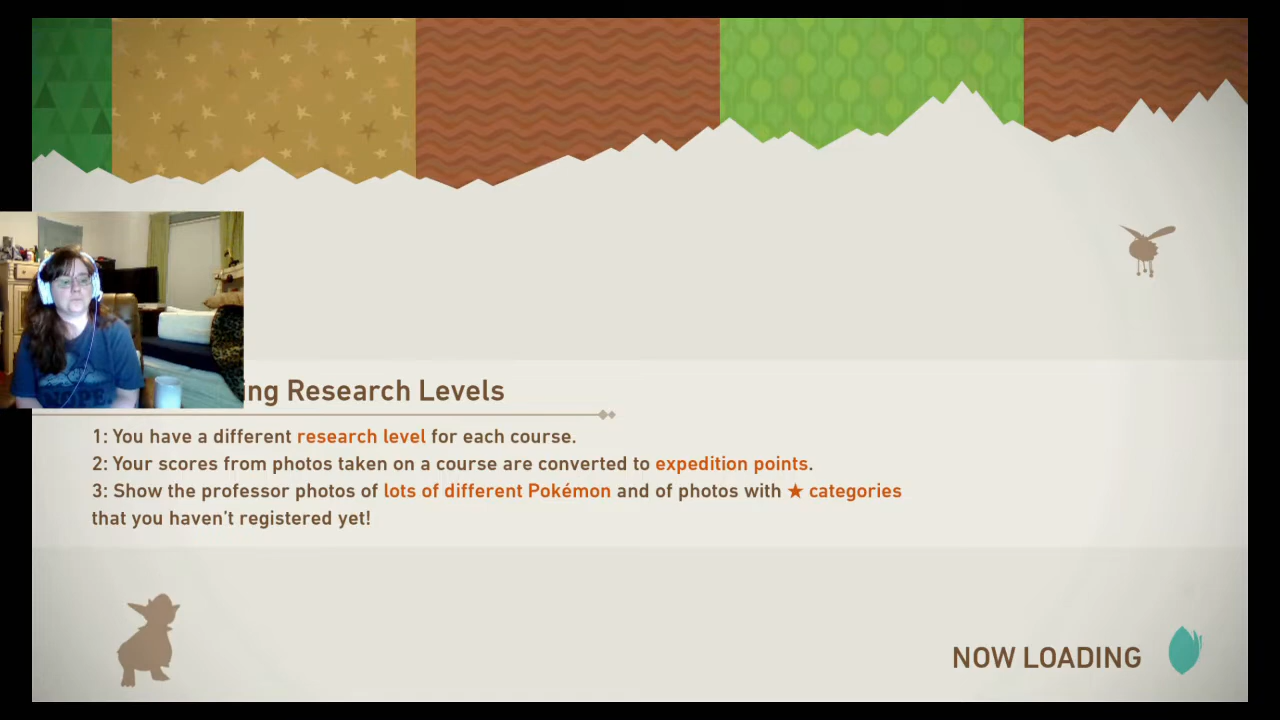 ing Research Levels
1: You have a different research level for each course.
2: Your scores from photos taken on a course are converted to expedition points.
3: Show the professor photos of lots of different Pokémon and of photos with ★ categories
that you haven't registered yet!
NOW LOADING